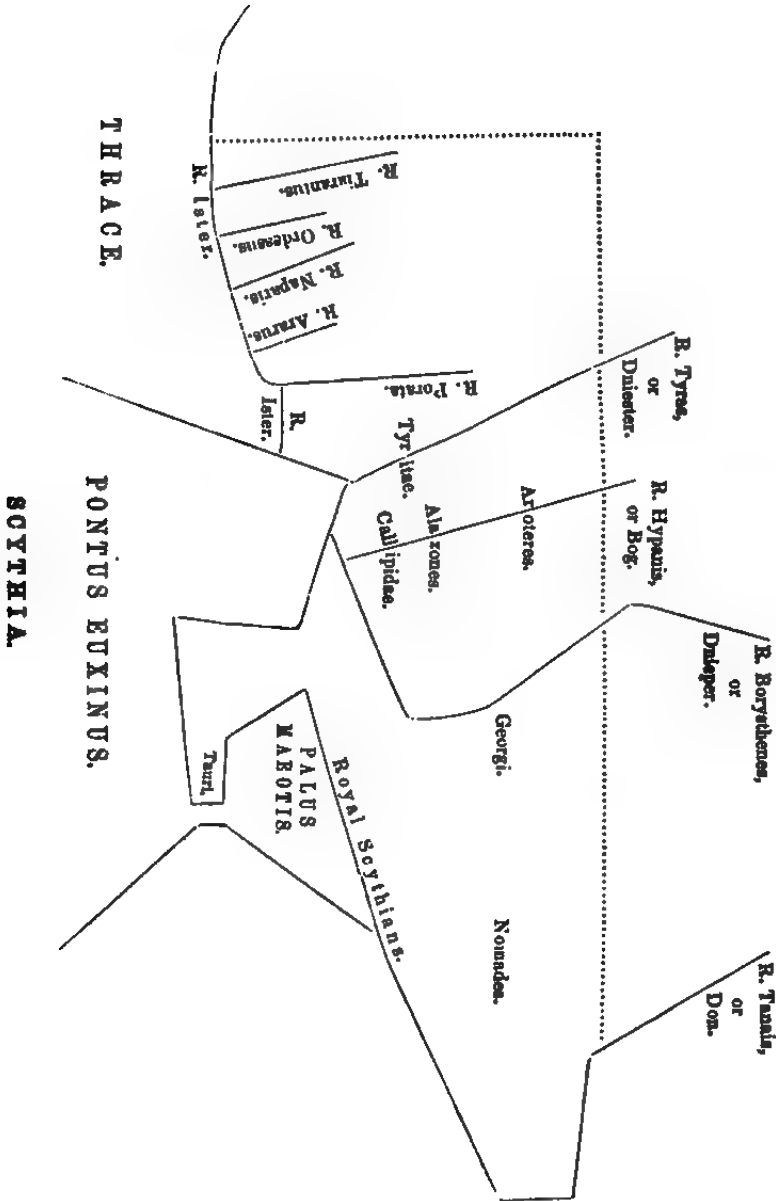 R. Tyras,
or
Dniester.
R. Hypanis,
or Bog.
R. Borysthenes,
or
Dnieper.
R. Tanais,
or
Don.
R. Tiarantus.
R. Ordessus.
R. Naparis.
R. Ararus.
R. Porata.
R. Ister.
R.
Ister.
Tyritae.
Aroteres.
Alazones.
Callipidae.
Georgi.
Nomades.
Royal Scythians.
PALUS
MAEOTIS.
Tauri.
THRACE.
PONTUS EUXINUS.
SCYTHIA.